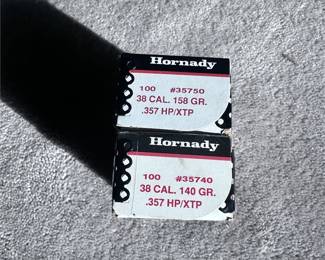 Hornady
100 #35750
38 CAL. 158 GR.
.357 HP/XTP
Hornady
100 #35740
38 CAL. 140 GR.
.357 HP/XTP